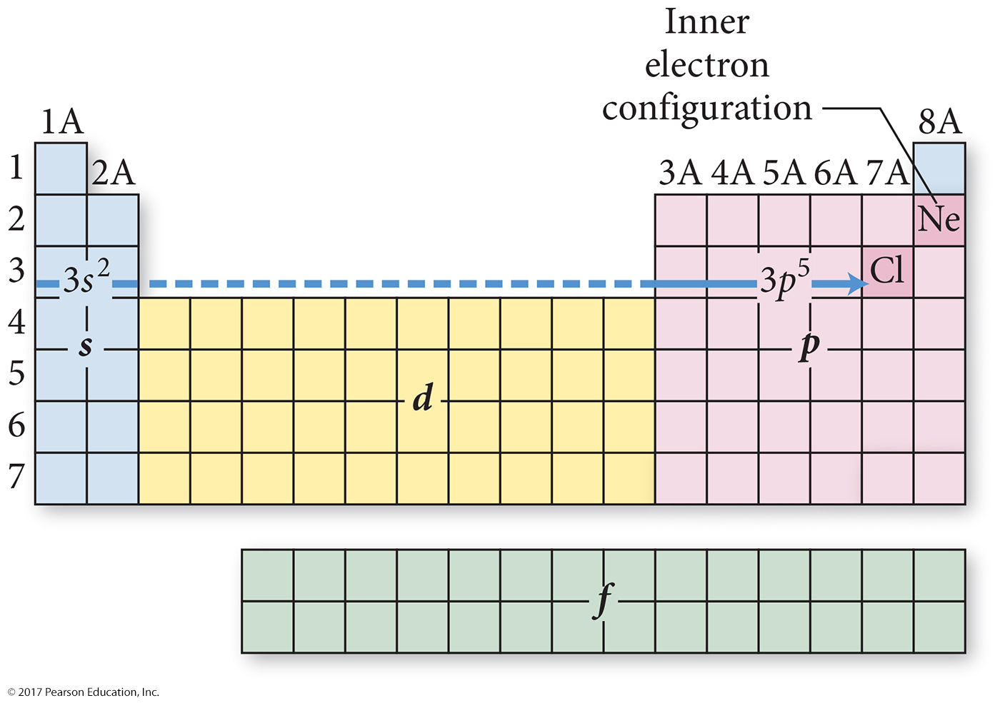 Inner
electron
configuration
1A
8A
1
2A
3A 4A 5A 6A 7A
2
Ne
3
3s²
3p⁵
Cl
4
s
p
5
d
6
7
f
© 2017 Pearson Education, Inc.